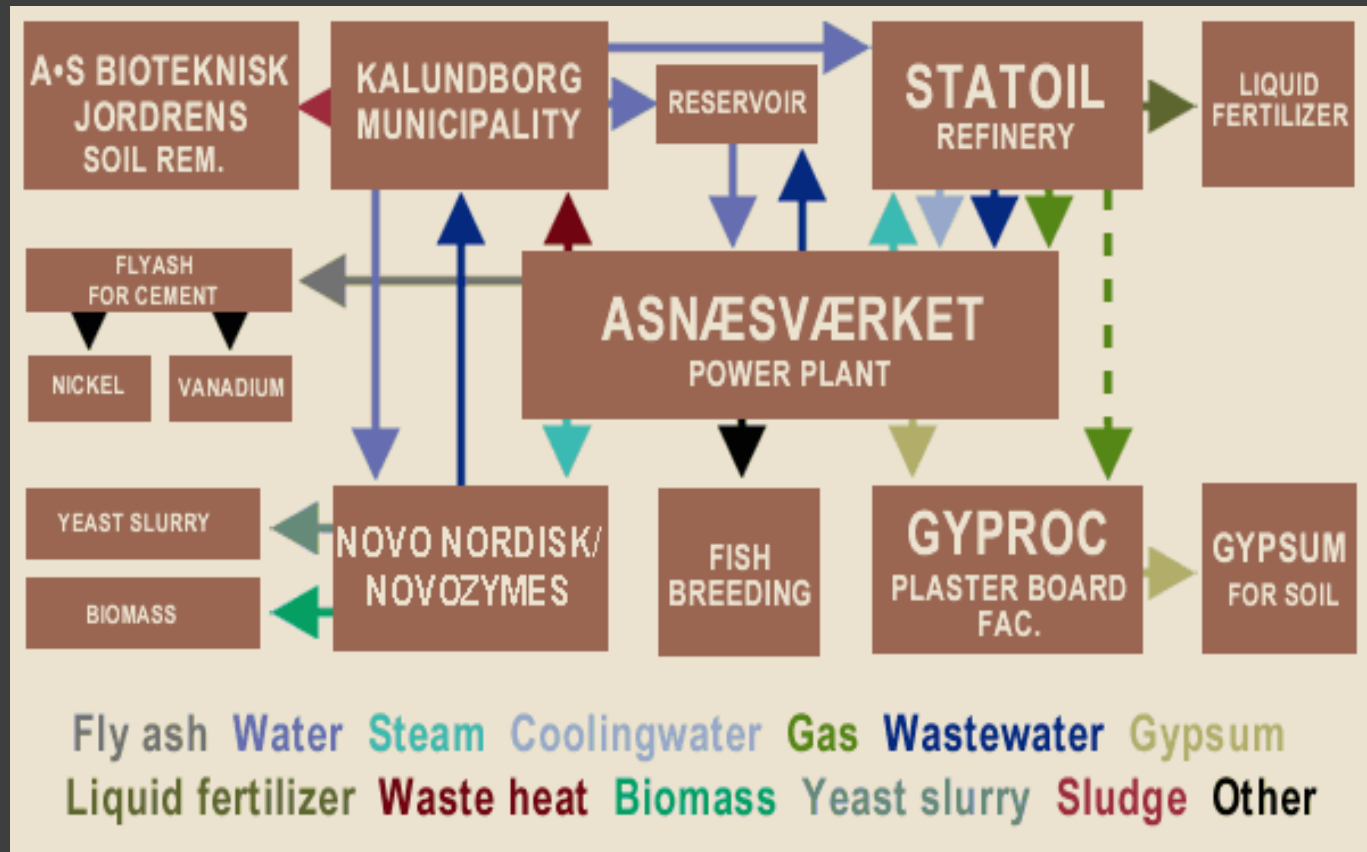 A•S BIOTEKNISK
JORDRENS
SOIL REM.
KALUNDBORG
MUNICIPALITY
RESERVOIR
STATOIL
REFINERY
LIQUID
FERTILIZER
FLYASH
FOR CEMENT
NICKEL
VANADIUM
ASNÆSVÆRKET
POWER PLANT
YEAST SLURRY
BIOMASS
NOVO NORDISK/
NOVOZYMES
FISH
BREEDING
GYPROC
PLASTER BOARD
FAC.
GYPSUM
FOR SOIL
Fly ash Water Steam Coolingwater Gas Wastewater Gypsum
Liquid fertilizer Waste heat Biomass Yeast slurry Sludge Other